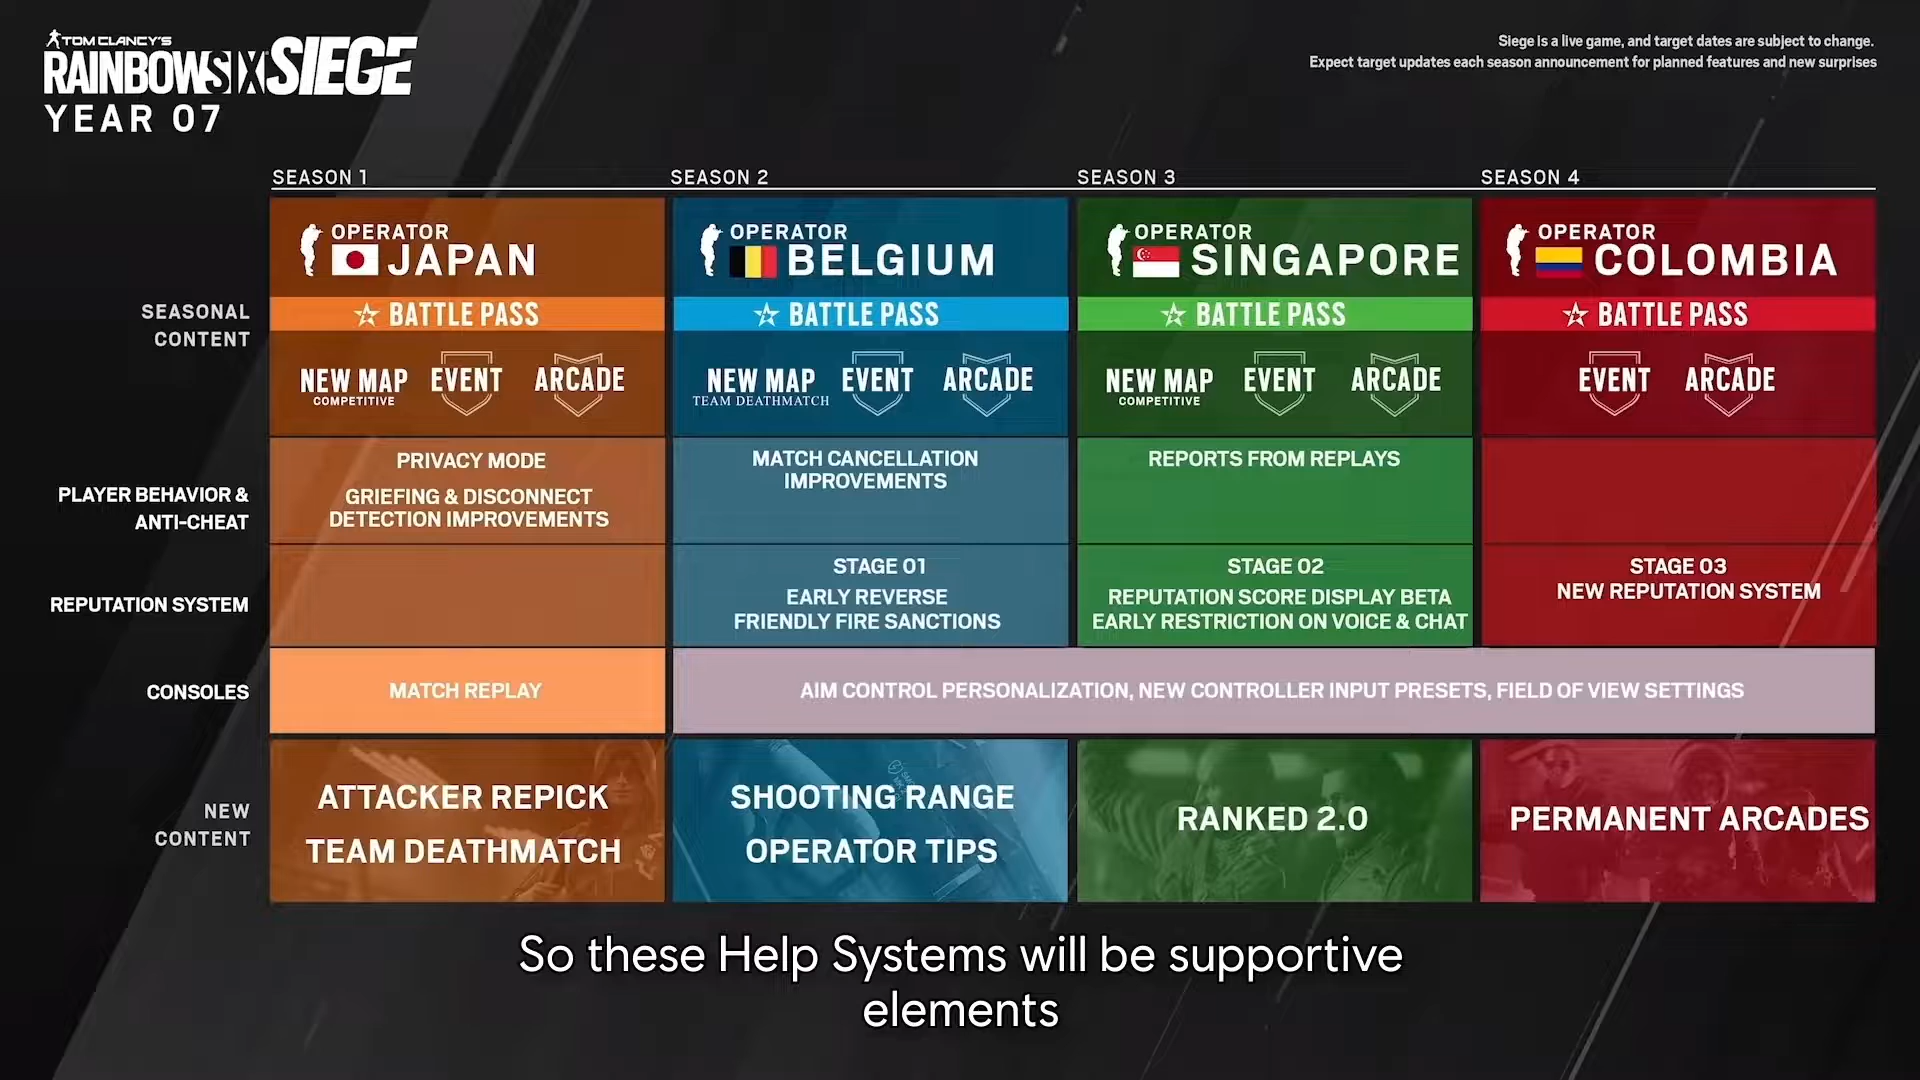 TOM CLANCY'S
RAINBOWSIX SIEGE
YEAR 07
Siege is a live game, and target dates are subject to change.
Expect target updates each season announcement for planned features and new surprises
SEASON 1
SEASON 2
SEASON 3
SEASON 4
SEASONAL
CONTENT
OPERATOR
JAPAN
BATTLE PASS
NEW MAP
COMPETITIVE
EVENT
ARCADE
OPERATOR
BELGIUM
BATTLE PASS
NEW MAP
TEAM DEATHMATCH
EVENT
ARCADE
OPERATOR
SINGAPORE
BATTLE PASS
NEW MAP
COMPETITIVE
EVENT
ARCADE
OPERATOR
COLOMBIA
BATTLE PASS
EVENT
ARCADE
PLAYER BEHAVIOR &
ANTI-CHEAT
PRIVACY MODE
GRIEFING & DISCONNECT
DETECTION IMPROVEMENTS
MATCH CANCELLATION
IMPROVEMENTS
REPORTS FROM REPLAYS
REPUTATION SYSTEM
STAGE 01
EARLY REVERSE
FRIENDLY FIRE SANCTIONS
STAGE 02
REPUTATION SCORE DISPLAY BETA
EARLY RESTRICTION ON VOICE & CHAT
STAGE 03
NEW REPUTATION SYSTEM
CONSOLES
MATCH REPLAY
AIM CONTROL PERSONALIZATION, NEW CONTROLLER INPUT PRESETS, FIELD OF VIEW SETTINGS
NEW
CONTENT
ATTACKER REPICK
TEAM DEATHMATCH
SHOOTING RANGE
OPERATOR TIPS
RANKED 2.0
PERMANENT ARCADES
So these Help Systems will be supportive
elements